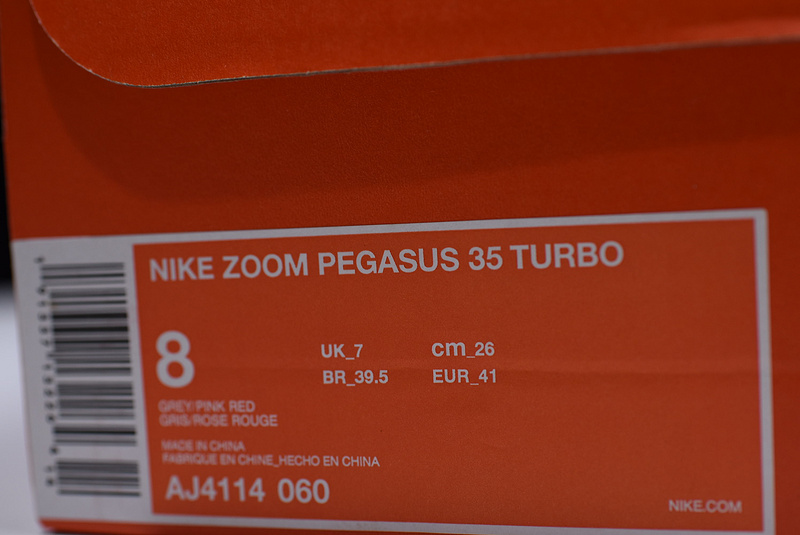 NIKE ZOOM PEGASUS 35 TURBO
8
UK_7 cm_26
BR_39.5 EUR_41
GREY/PINK RED
GRIS/ROSE ROUGE
MADE IN CHINA
FABRIQUE EN CHINE_HECHO EN CHINA
AJ4114 060
NIKE.COM